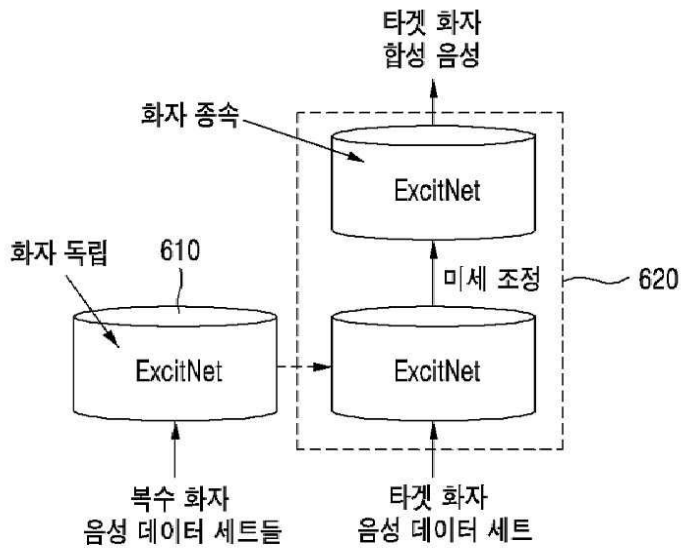 타겟 화자
합성 음성
화자 종속
ExcitNet
화자 독립
610
미세 조정
620
ExcitNet
ExcitNet
복수 화자
음성 데이터 세트들
타겟 화자
음성 데이터 세트